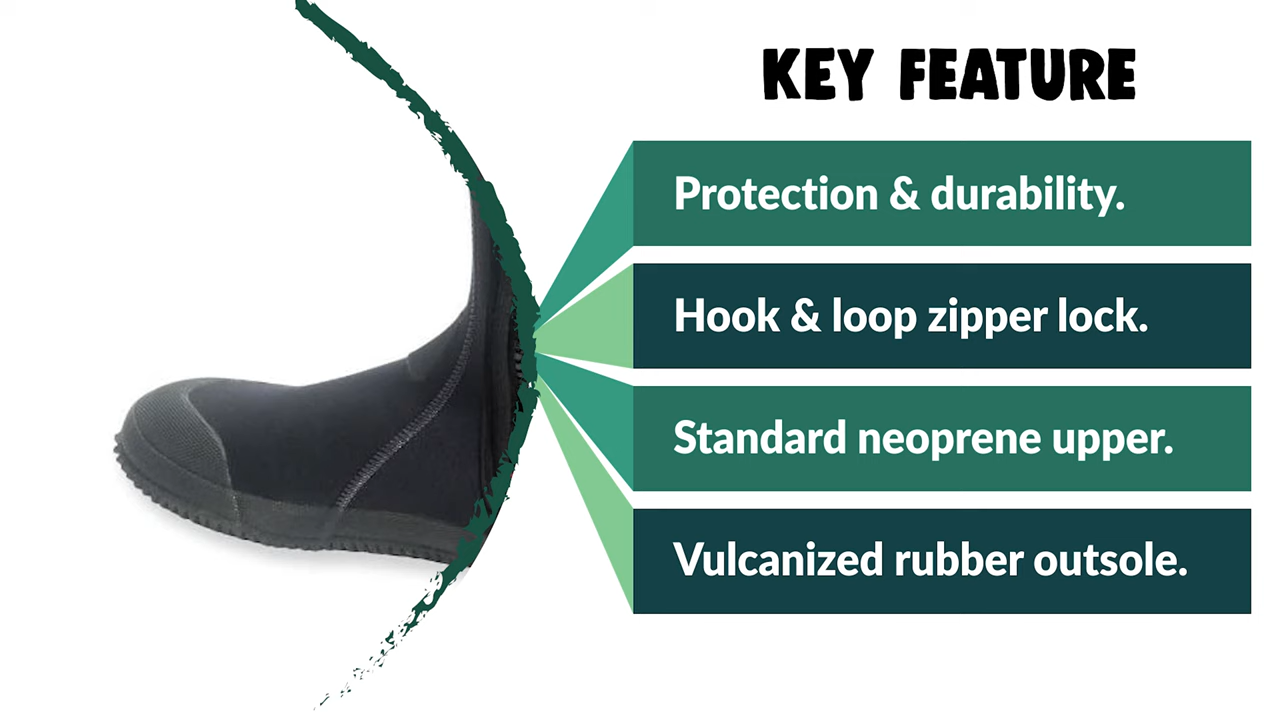 KEY FEATURE
Protection & durability.
Hook & loop zipper lock.
Standard neoprene upper.
Vulcanized rubber outsole.